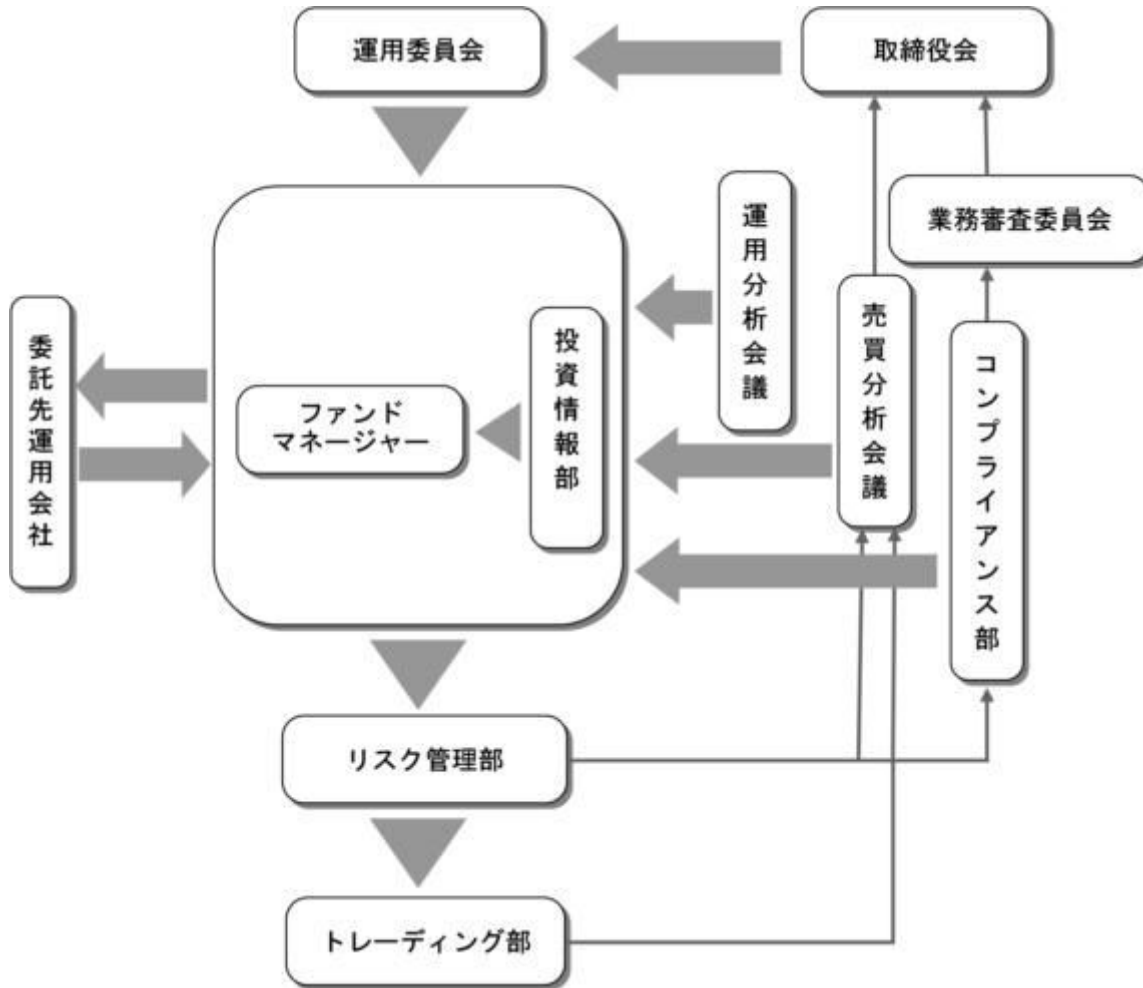 運用委員会
取締役会
運用分析会議
業務審査委員会
売買分析会議
委託先運用会社
投資情報部
コンプライアンス部
ファンド
マネージャー
リスク管理部
トレーディング部